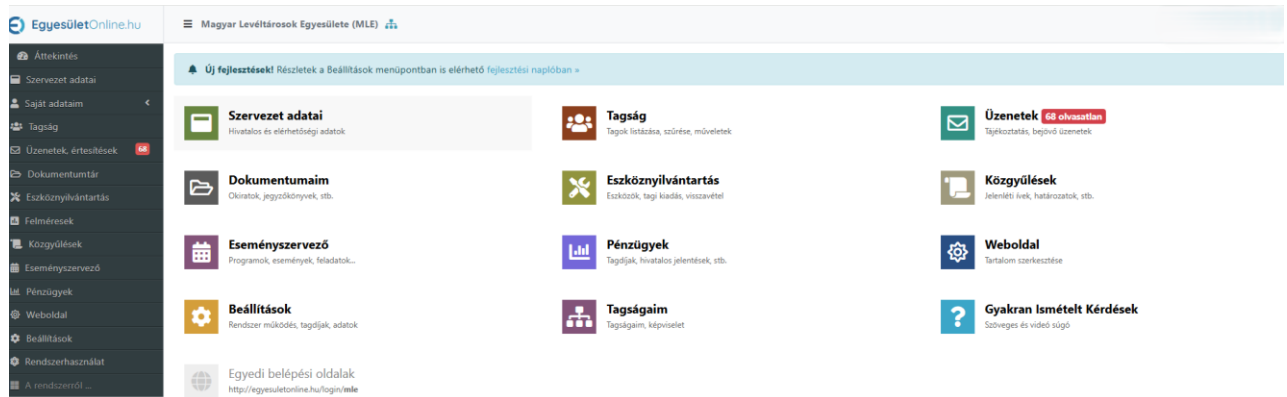 EgyesületOnline.hu
Magyar Levéltárosok Egyesülete (MLE)
Áttekintés
Szervezet adatai
Saját adataim
Tagság
Üzenetek, értesítések 68
Dokumentumtár
Eszköznyilvántartás
Felméresek
Közgyűlések
Eseményszervező
Pénzügyek
Weboldal
Beállítások
Rendszerhasználat
A rendszerről ...
Új fejlesztések! Részletek a Beállítások menüpontban is elérhető fejlesztési naplóban »
Szervezet adatai
Hivatalos és elérhetőségi adatok
Tagság
Tagok listázása, szűrése, műveletek
Üzenetek 68 olvasatlan
Tájékoztatás, bejövő üzenetek
Dokumentumaim
Okiratok, jegyzőkönyvek, stb.
Eszköznyilvántartás
Eszközök, tagi kiadás, visszavétel
Közgyűlések
Jelenléti ívek, határozatok, stb.
Eseményszervező
Programok, események, feladatok...
Pénzügyek
Tagdíjak, hivatalos jelentések, stb.
Weboldal
Tartalom szerkesztése
Beállítások
Rendszer működés, tagdíjak, adatok
Tagságaim
Tagságaim, képviselet
Gyakran Ismételt Kérdések
Szöveges és videó súgó
Egyedi belépési oldalak
http://egyesuletonline.hu/login/mle